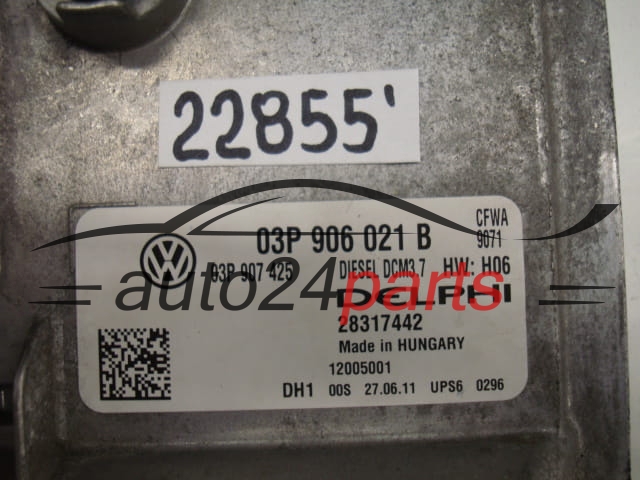 22855'
03P 906 021 B
CFWA
9071
03P 907 425
DIESEL DCM3.7
HW: H06
DELPHI
auto24parts
28317442
Made in HUNGARY
12005001
DH1 00S 27.06.11 UPS6 0296